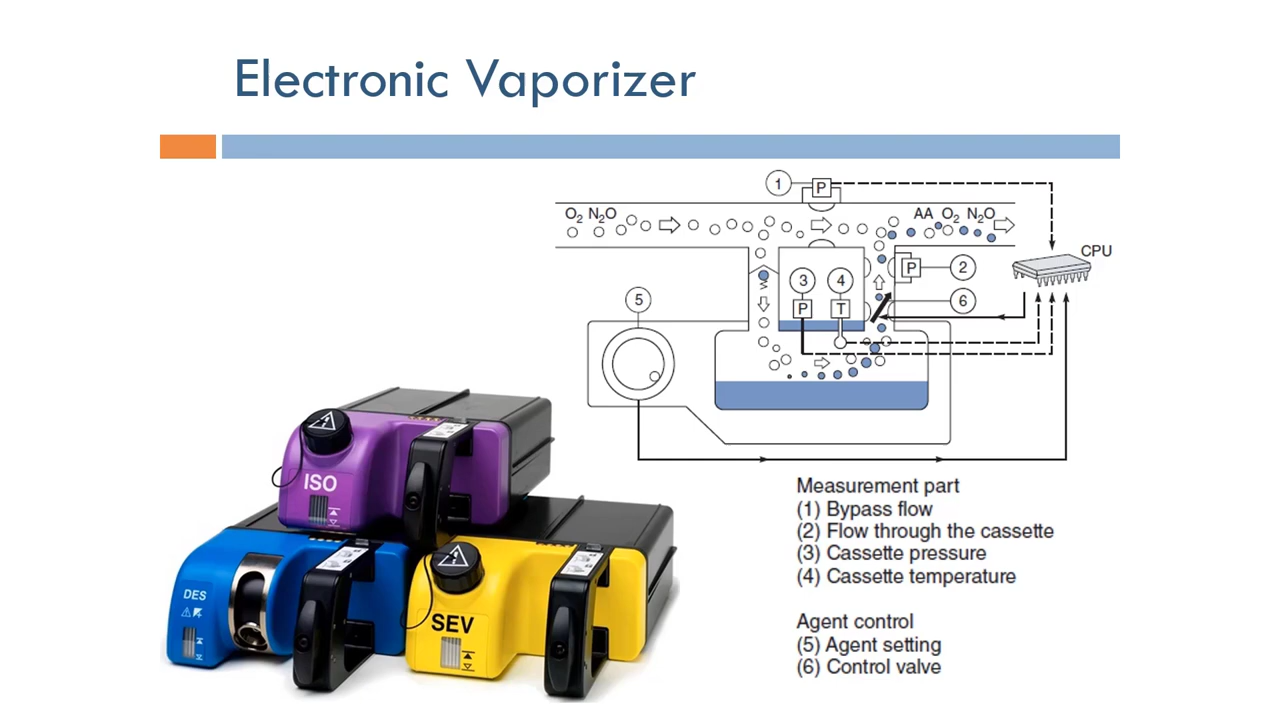 Electronic Vaporizer
1 P
O2 N2O
AA O2 N2O
CPU
P 2
3 4
P T
6
5
ISO
DES
SEV
Measurement part
(1) Bypass flow
(2) Flow through the cassette
(3) Cassette pressure
(4) Cassette temperature
Agent control
(5) Agent setting
(6) Control valve